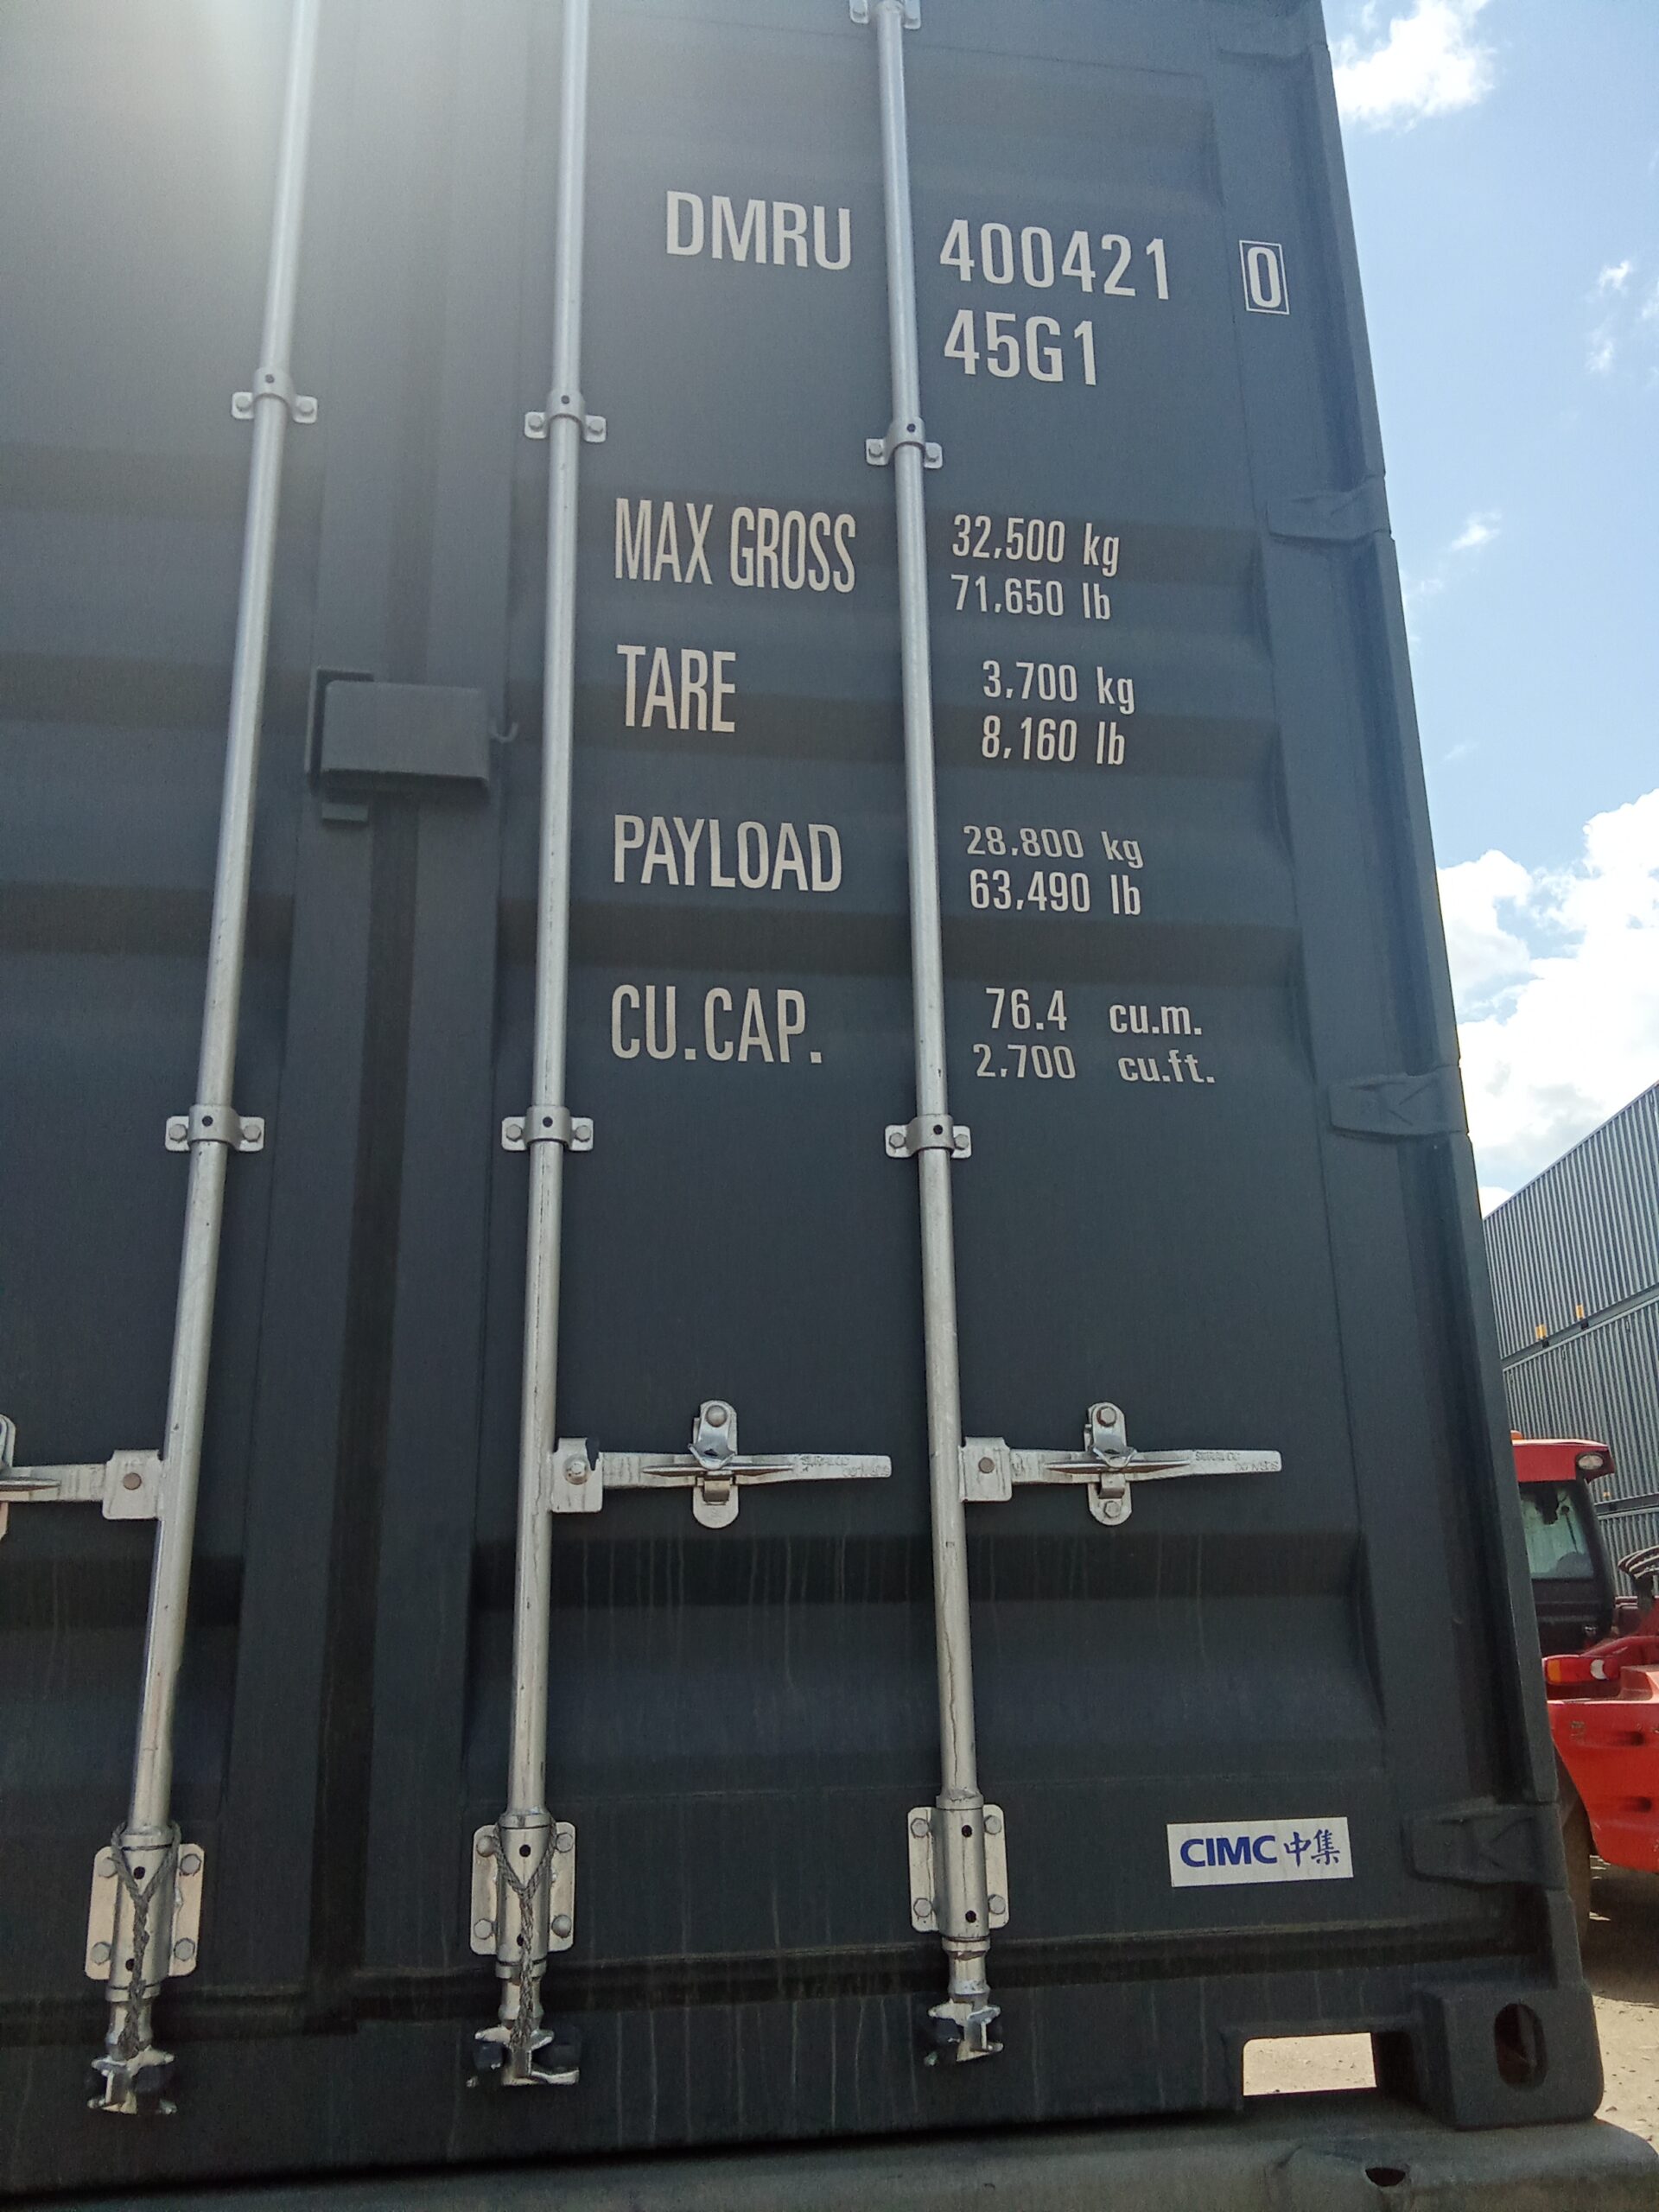 DMRU 400421 0
45G1
MAX GROSS 32,500 kg
71,650 lb
TARE 3,700 kg
8,160 lb
PAYLOAD 28.800 kg
63,490 lb
CU.CAP. 76.4 cu.m.
2,700 cu.ft.
CIMC 中集